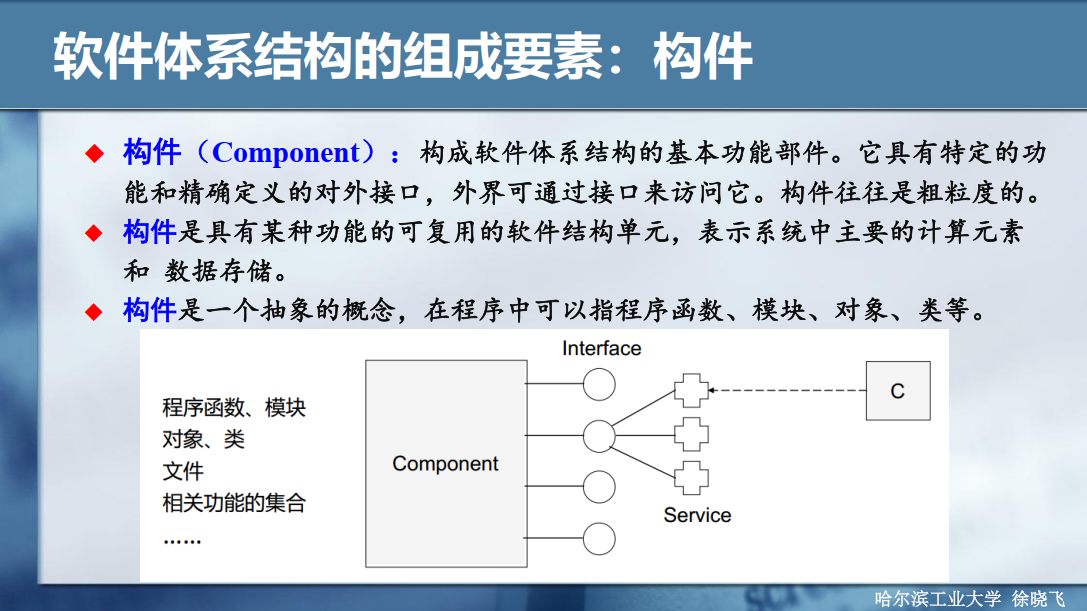 软件体系结构的组成要素：构件
◆ 构件（Component）：构成软件体系结构的基本功能部件。它具有特定的功
能和精确定义的对外接口，外界可通过接口来访问它。构件往往是粗粒度的。
◆ 构件是具有某种功能的可复用的软件结构单元，表示系统中主要的计算元素
和 数据存储。
◆ 构件是一个抽象的概念，在程序中可以指程序函数、模块、对象、类等。
程序函数、模块
对象、类
文件
相关功能的集合
……
Component
Interface
Service
C
哈尔滨工业大学 徐晓飞